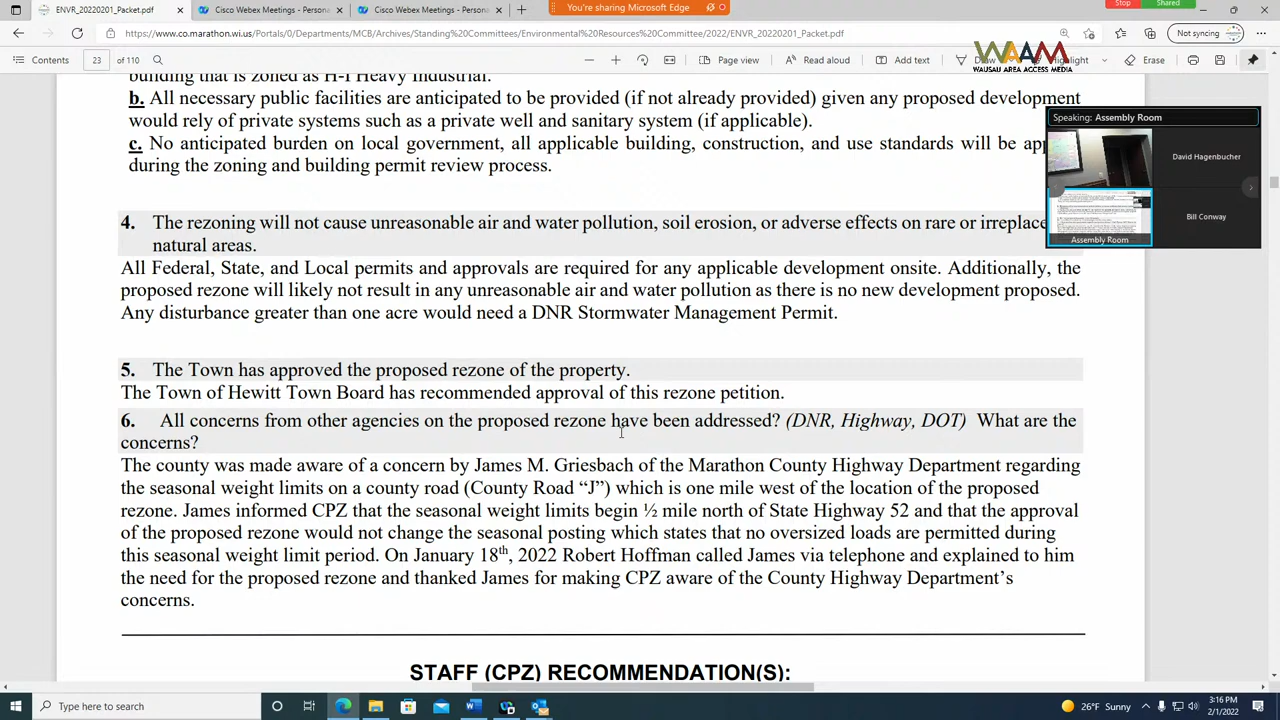 ENVR_20220201_Packet.pdf
Cisco Webex Meetings - Persona
Cisco Webex Meetings - Persona
You're sharing Microsoft Edge
Stop
Shared
https://www.co.marathon.wi.us/Portals/0/Departments/MCB/Archives/Standing%20Committees/Environmental%20Resources%20Committee/2022/ENVR_20220201_Packet.pdf
Not syncing
WAAM
WAUSAU AREA ACCESS MEDIA
Contents
23
of 110
Page view
Read aloud
Add text
Draw
Highlight
Erase
building that is zoned as H-I Heavy Industrial.
b. All necessary public facilities are anticipated to be provided (if not already provided) given any proposed development
would rely of private systems such as a private well and sanitary system (if applicable).
c. No anticipated burden on local government, all applicable building, construction, and use standards will be
during the zoning and building permit review process.
Speaking: Assembly Room
David Hagenbucher
Bill Conway
Assembly Room
4. The rezoning will not cause unreasonable air and water pollution, soil erosion, or adverse effects on rare or irreplace
natural areas.
All Federal, State, and Local permits and approvals are required for any applicable development onsite. Additionally, the
proposed rezone will likely not result in any unreasonable air and water pollution as there is no new development proposed.
Any disturbance greater than one acre would need a DNR Stormwater Management Permit.
5. The Town has approved the proposed rezone of the property.
The Town of Hewitt Town Board has recommended approval of this rezone petition.
6. All concerns from other agencies on the proposed rezone have been addressed? (DNR, Highway, DOT) What are the
concerns?
The county was made aware of a concern by James M. Griesbach of the Marathon County Highway Department regarding
the seasonal weight limits on a county road (County Road “J”) which is one mile west of the location of the proposed
rezone. James informed CPZ that the seasonal weight limits begin ½ mile north of State Highway 52 and that the approval
of the proposed rezone would not change the seasonal posting which states that no oversized loads are permitted during
this seasonal weight limit period. On January 18th, 2022 Robert Hoffman called James via telephone and explained to him
the need for the proposed rezone and thanked James for making CPZ aware of the County Highway Department’s
concerns.
STAFF (CPZ) RECOMMENDATION(S):
Type here to search
26°F Sunny
3:16 PM
2/1/2022